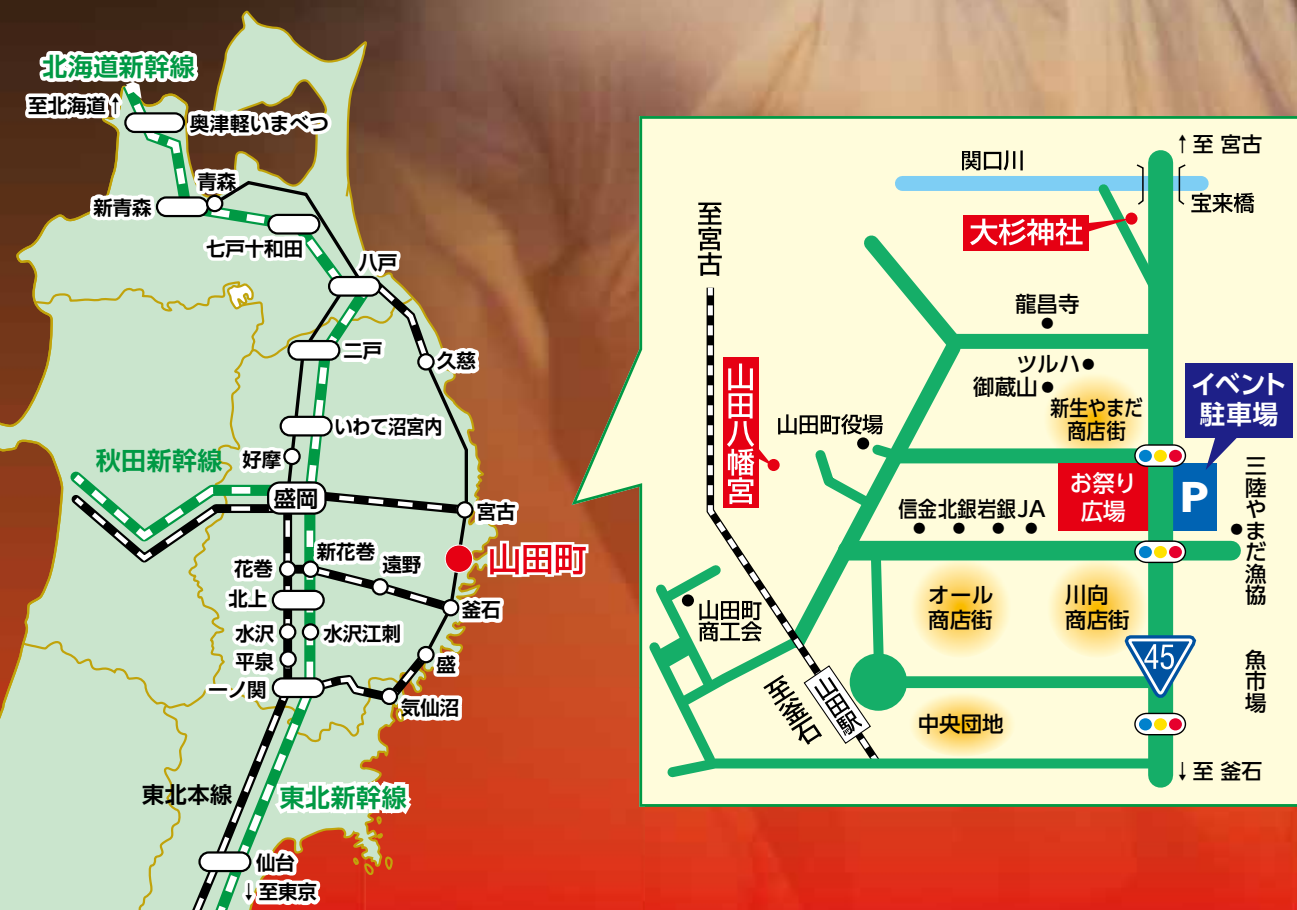 北海道新幹線
至北海道↑
奥津軽いまべつ
青森
新青森
七戸十和田
八戸
二戸
久慈
いわて沼宮内
好摩
秋田新幹線
盛岡
宮古
山田町
新花巻
花巻
遠野
北上
釜石
水沢
水沢江刺
平泉
盛
一ノ関
気仙沼
東北本線
東北新幹線
仙台
↓至東京
↑至 宮古
関口川
宝来橋
至宮古
大杉神社
龍昌寺
ツルハ
御蔵山
新生やまだ
商店街
イベント
駐車場
山田八幡宮
山田町役場
お祭り
広場
P
三陸やまだ漁協
信金北銀岩銀JA
オール
商店街
川向
商店街
山田町
商工会
45
魚市場
至釜石
山田駅
中央団地
↓至 釜石